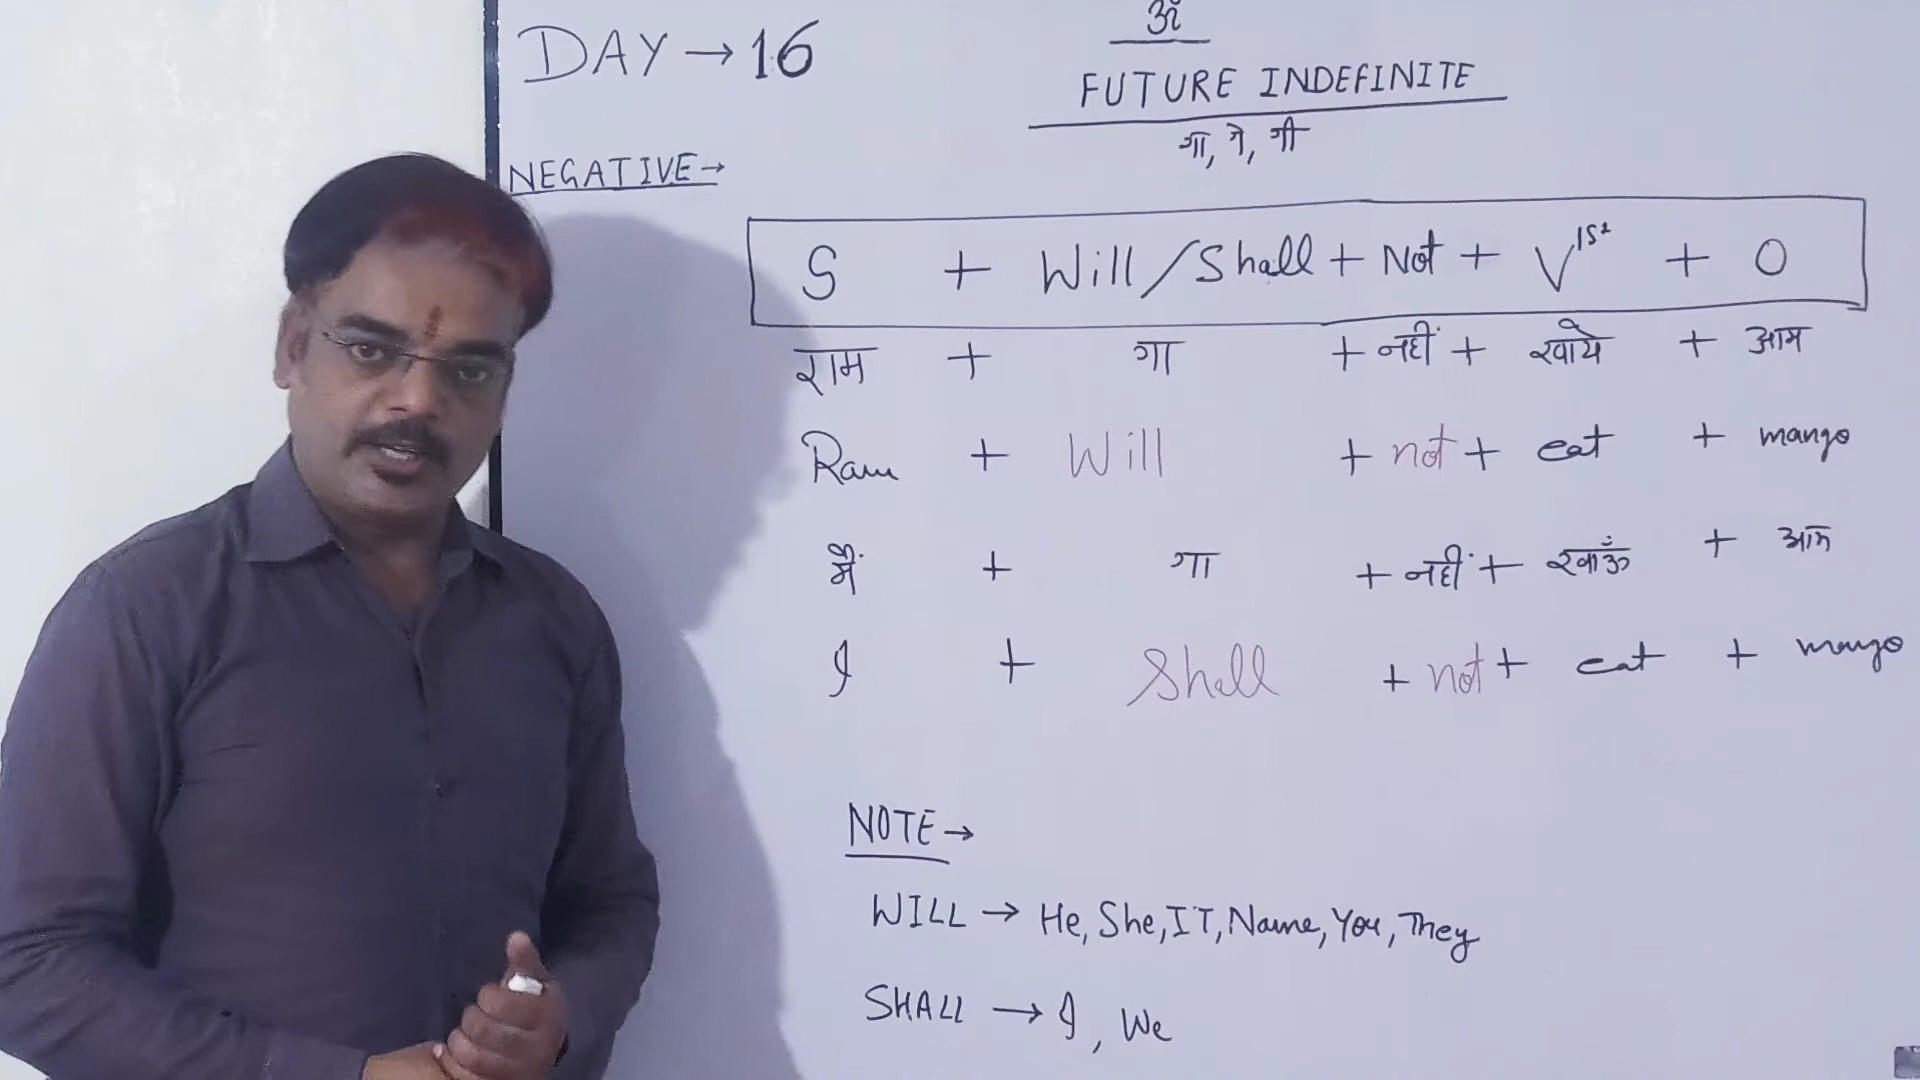 ॐ
DAY → 16
FUTURE INDEFINITE
गा, गे, गी
NEGATIVE →
S + Will/Shall + Not + V 1st + O
राम + गा + नहीं + खाये + आम
Ram + Will + not + eat + mango
मैं + गा + नहीं + खाऊँ + आम
I + Shall + not + eat + mango
NOTE →
WILL → He, She, IT, Name, You, They
SHALL → I, We